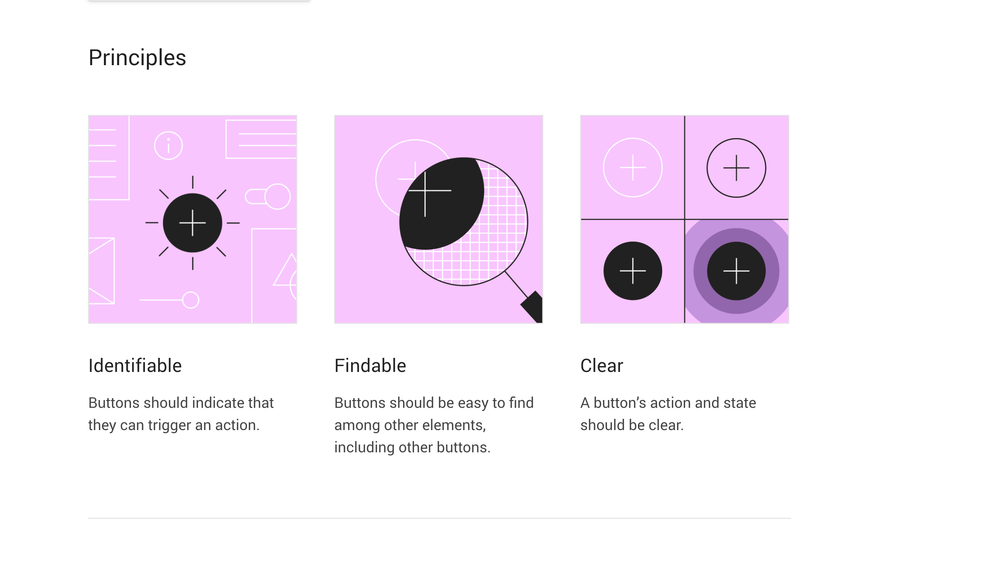 Principles
Identifiable
Buttons should indicate that
they can trigger an action.
Findable
Buttons should be easy to find
among other elements,
including other buttons.
Clear
A button’s action and state
should be clear.